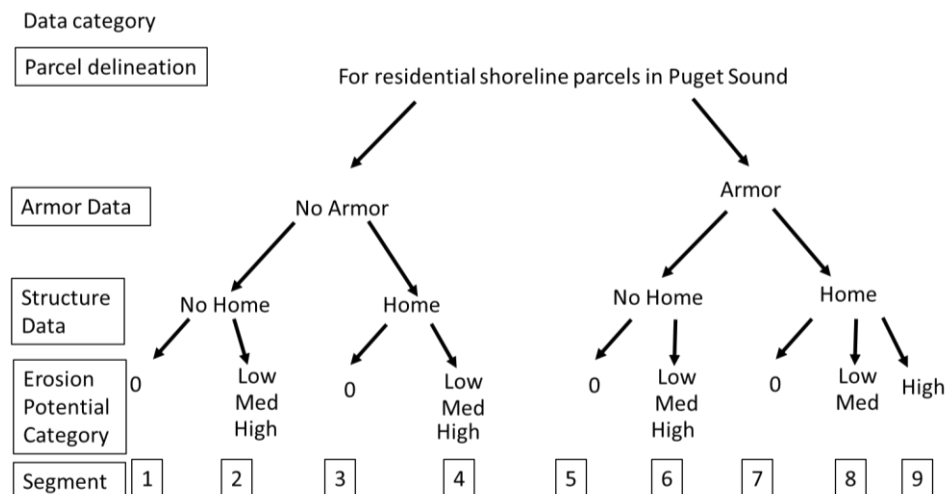 Data category
Parcel delineation
For residential shoreline parcels in Puget Sound
Armor Data
No Armor
Armor
Structure
Data
No Home
Home
No Home
Home
Erosion
Potential
Category
0
Low
Med
High
0
Low
Med
High
0
Low
Med
High
0
Low
Med
High
Segment
1
2
3
4
5
6
7
8
9